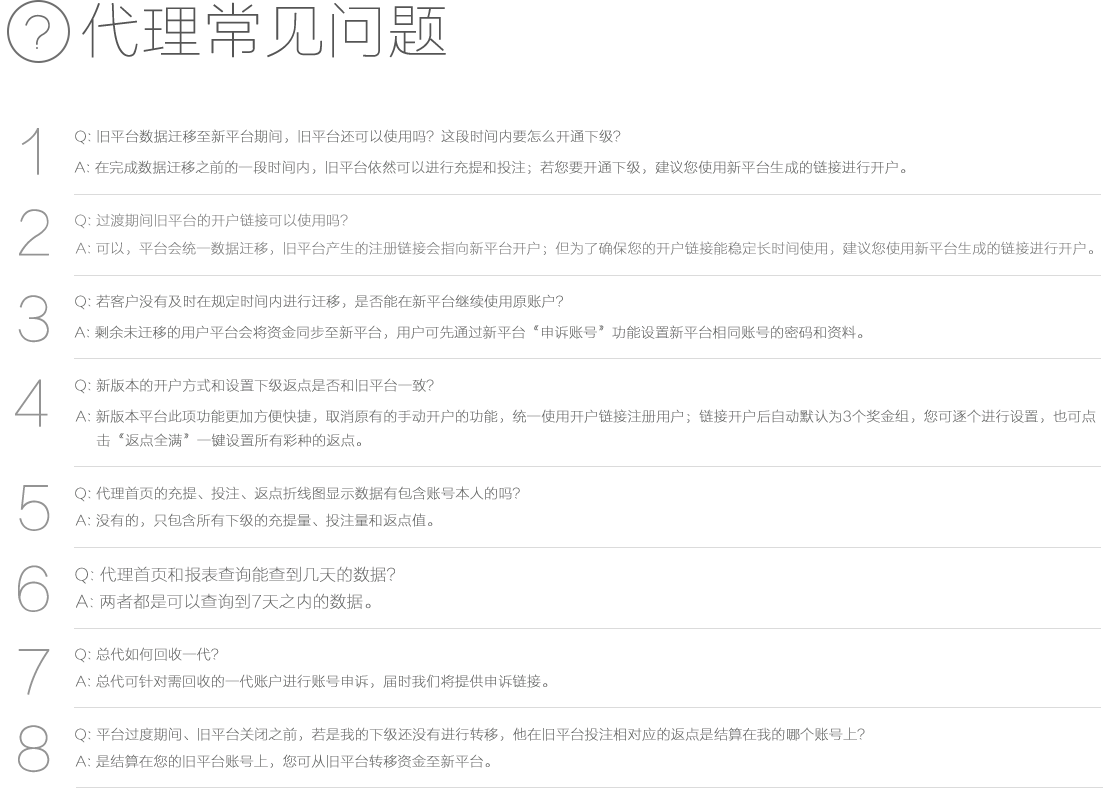 ? 代理常见问题
1
Q: 旧平台数据迁移至新平台期间，旧平台还可以使用吗？这段时间内要怎么开通下级?
A: 在完成数据迁移之前的一段时间内，旧平台依然可以进行充提和投注；若您要开通下级，建议您使用新平台生成的链接进行开户。
2
Q: 过渡期间旧平台的开户链接可以使用吗?
A: 可以，平台会统一数据迁移，旧平台产生的注册链接会指向新平台开户；但为了确保您的开户链接能稳定长时间使用，建议您使用新平台生成的链接进行开户。
3
Q: 若客户没有及时在规定时间内进行迁移，是否能在新平台继续使用原账户?
A: 剩余未迁移的用户平台会将资金同步至新平台，用户可先通过新平台“申诉账号”功能设置新平台相同账号的密码和资料。
4
Q: 新版本的开户方式和设置下级返点是否和旧平台一致?
A: 新版本平台此项功能更加方便快捷，取消原有的手动开户的功能，统一使用开户链接注册用户；链接开户后自动默认为3个奖金组，您可逐个进行设置，也可点
击“返点全满”一键设置所有彩种的返点。
5
Q: 代理首页的充提、投注、返点折线图显示数据有包含账号本人的吗?
A: 没有的，只包含所有下级的充提量、投注量和返点值。
6
Q: 代理首页和报表查询能查到几天的数据?
A: 两者都是可以查询到7天之内的数据。
7
Q: 总代如何回收一代?
A: 总代可针对需回收的一代账户进行账号申诉，届时我们将提供申诉链接。
8
Q: 平台过度期间、旧平台关闭之前，若是我的下级还没有进行转移，他在旧平台投注相对应的返点是结算在我的哪个账号上?
A: 是结算在您的旧平台账号上，您可从旧平台转移资金至新平台。